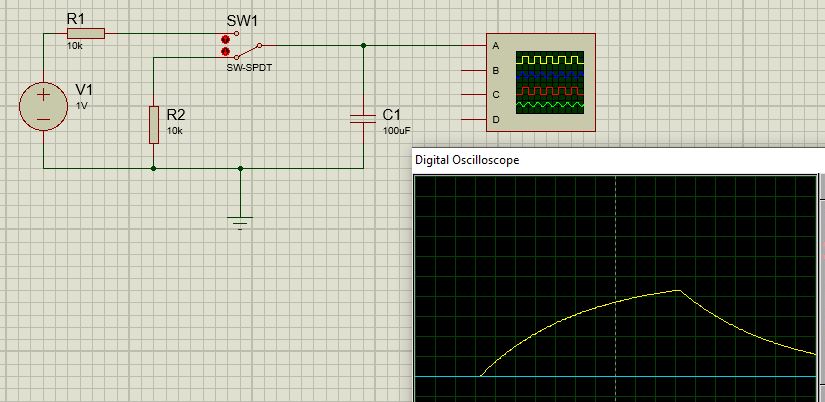 R1
10k
SW1
SW-SPDT
V1
1V
R2
10k
C1
100uF
A
B
C
D
Digital Oscilloscope